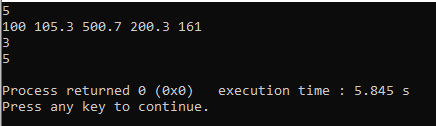 5
100 105.3 500.7 200.3 161
3
5
Process returned 0 (0x0)   execution time : 5.845 s
Press any key to continue.